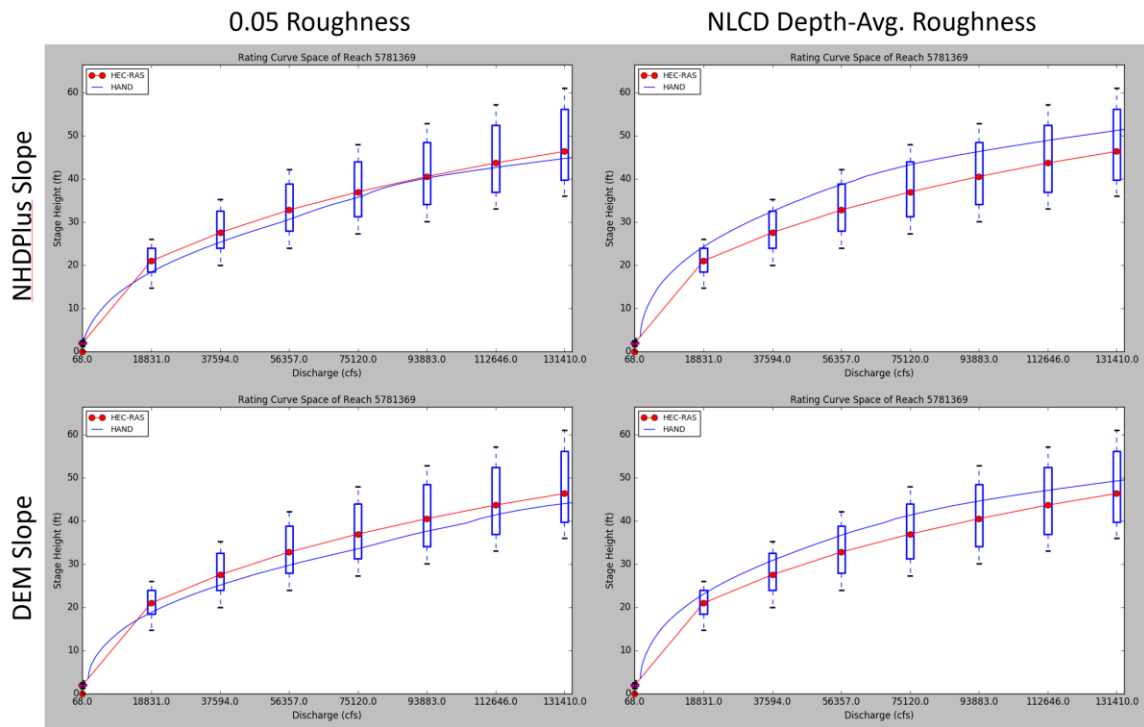 0.05 Roughness
NLCD Depth-Avg. Roughness
NHDPlus Slope
Rating Curve Space of Reach 5781369
HEC-RAS
HAND
60
50
40
30
20
10
0
Stage Height (ft)
68.0 18831.0 37594.0 56357.0 75120.0 93883.0 112646.0 131410.0
Discharge (cfs)
Rating Curve Space of Reach 5781369
HEC-RAS
HAND
60
50
40
30
20
10
0
Stage Height (ft)
68.0 18831.0 37594.0 56357.0 75120.0 93883.0 112646.0 131410.0
Discharge (cfs)
DEM Slope
Rating Curve Space of Reach 5781369
HEC-RAS
HAND
60
50
40
30
20
10
0
Stage Height (ft)
68.0 18831.0 37594.0 56357.0 75120.0 93883.0 112646.0 131410.0
Discharge (cfs)
Rating Curve Space of Reach 5781369
HEC-RAS
HAND
60
50
40
30
20
10
0
Stage Height (ft)
68.0 18831.0 37594.0 56357.0 75120.0 93883.0 112646.0 131410.0
Discharge (cfs)